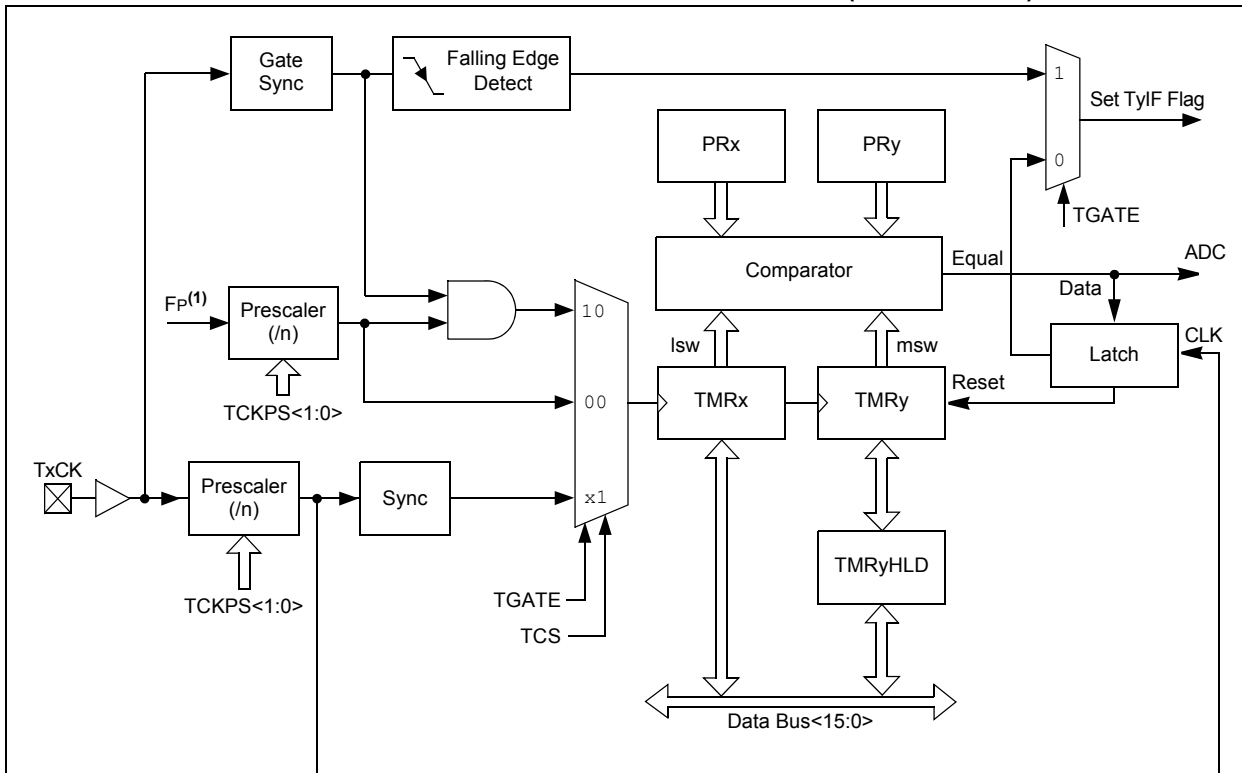 Gate
Sync
Falling Edge
Detect
1
Set TyIF Flag
PRx
PRy
0
TGATE
Comparator
Equal
ADC
Data
FP(1)
Prescaler
(/n)
10
lsw
msw
Latch
CLK
TCKPS<1:0>
00
TMRx
TMRy
Reset
TxCK
Prescaler
(/n)
Sync
x1
TCKPS<1:0>
TGATE
TCS
TMRyHLD
Data Bus<15:0>